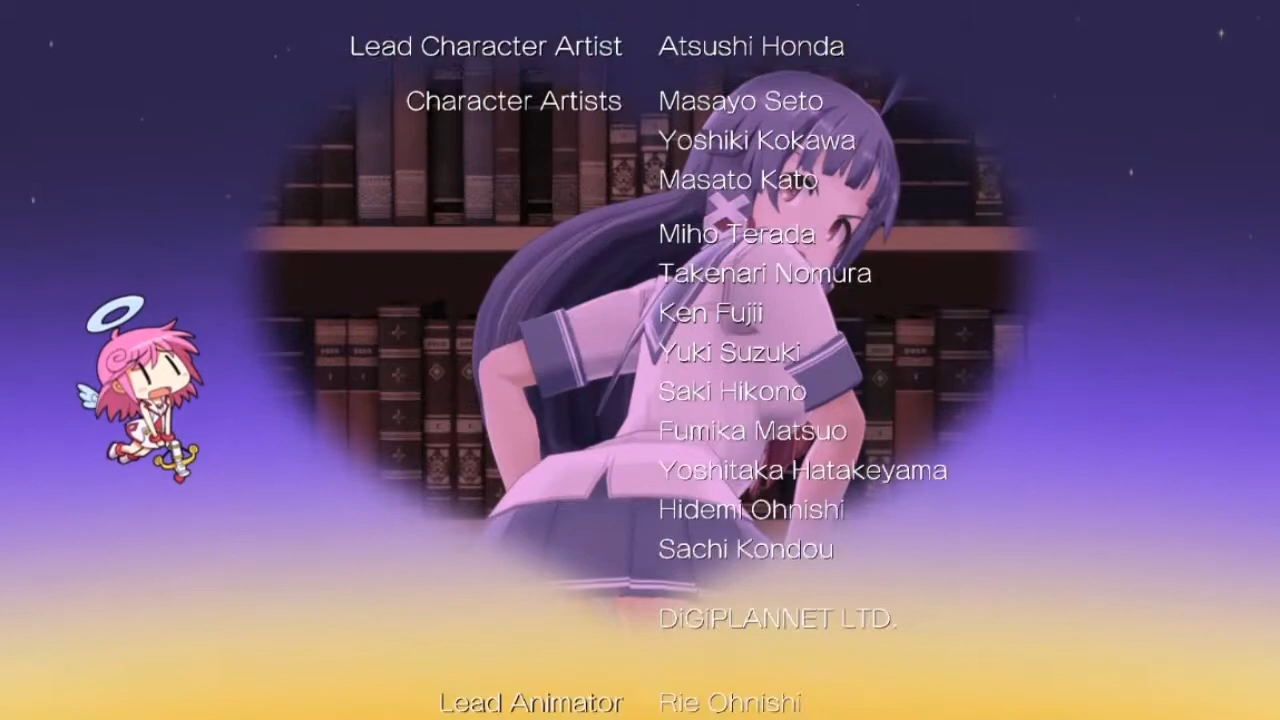 Lead Character Artist Atsushi Honda
Character Artists Masayo Seto
Yoshiki Kokawa
Masato Kato
Miho Terada
Takenari Nomura
Ken Fujii
Yuki Suzuki
Saki Hikono
Fumika Matsuo
Yoshitaka Hatakeyama
Hidemi Ohnishi
Sachi Kondou
DiGiPLANNET LTD.
Lead Animator Rie Ohnishi